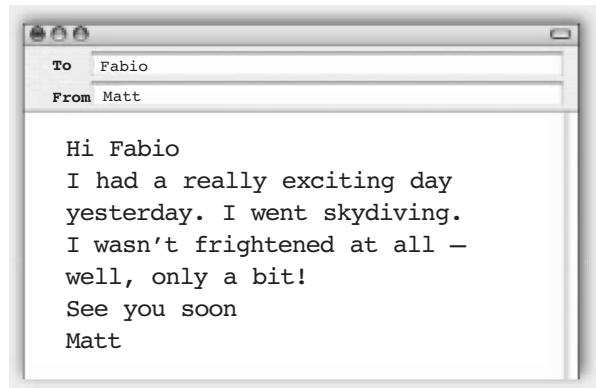 To Fabio
From Matt
Hi Fabio
I had a really exciting day
yesterday. I went skydiving.
I wasn't frightened at all –
well, only a bit!
See you soon
Matt